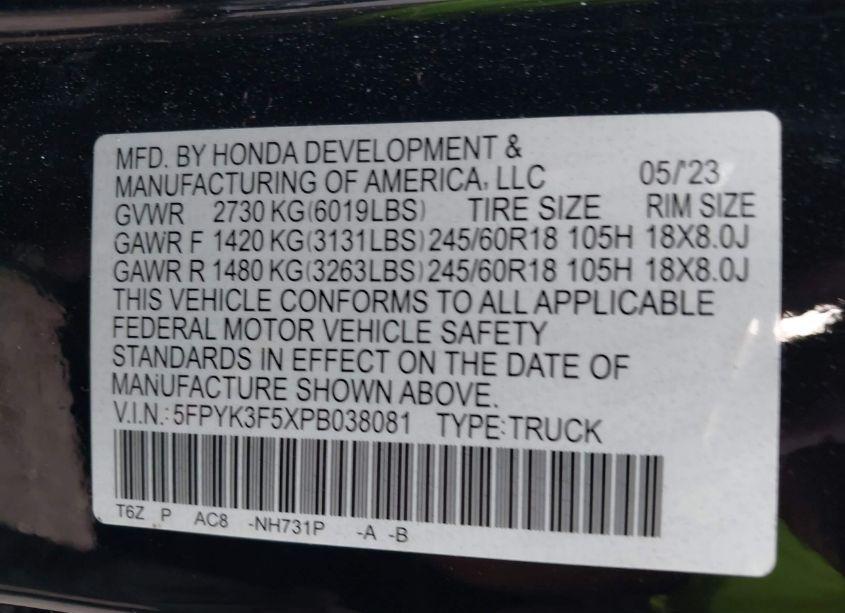 MFD. BY HONDA DEVELOPMENT &
MANUFACTURING OF AMERICA, LLC 05/'23
GVWR 2730 KG(6019LBS) TIRE SIZE RIM SIZE
GAWR F 1420 KG(3131LBS) 245/60R18 105H 18X8.0J
GAWR R 1480 KG(3263LBS) 245/60R18 105H 18X8.0J
THIS VEHICLE CONFORMS TO ALL APPLICABLE
FEDERAL MOTOR VEHICLE SAFETY
STANDARDS IN EFFECT ON THE DATE OF
MANUFACTURE SHOWN ABOVE.
V.I.N.: 5FPYK3F5XPB038081 TYPE: TRUCK
T6Z P AC8 -NH731P -A -B